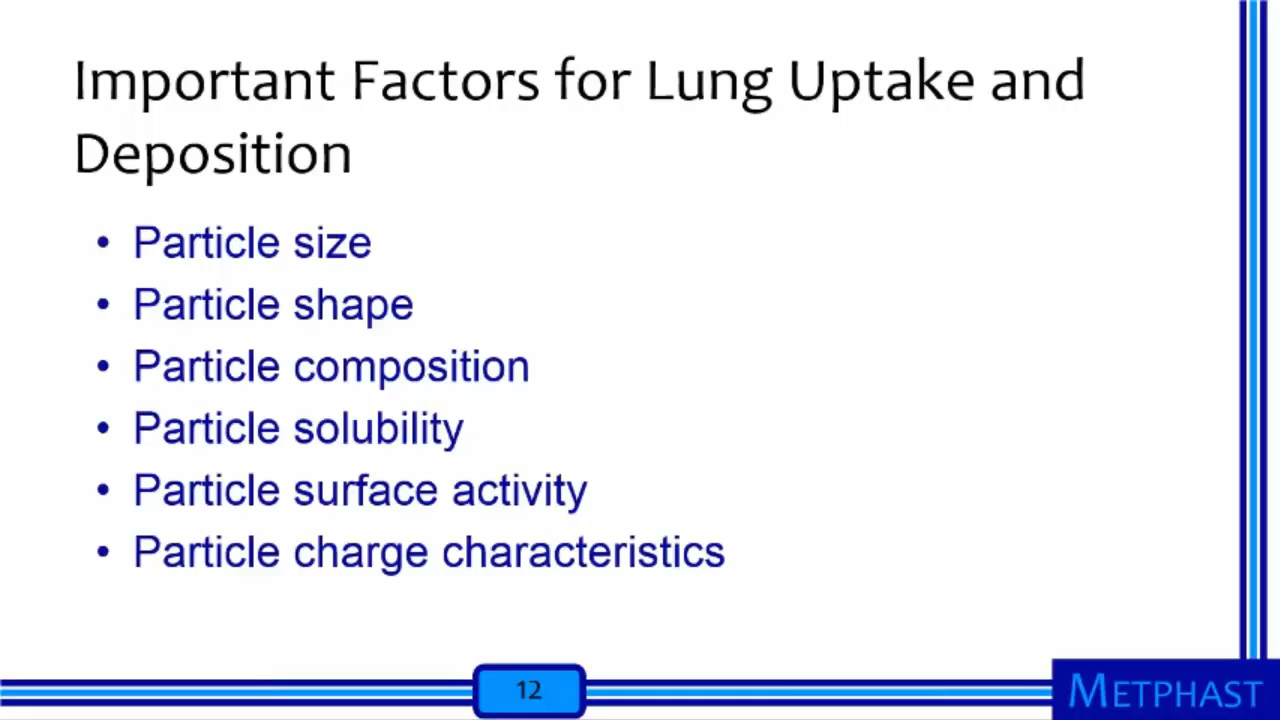 Important Factors for Lung Uptake and
Deposition
• Particle size
• Particle shape
• Particle composition
• Particle solubility
• Particle surface activity
• Particle charge characteristics
12
METPHAST